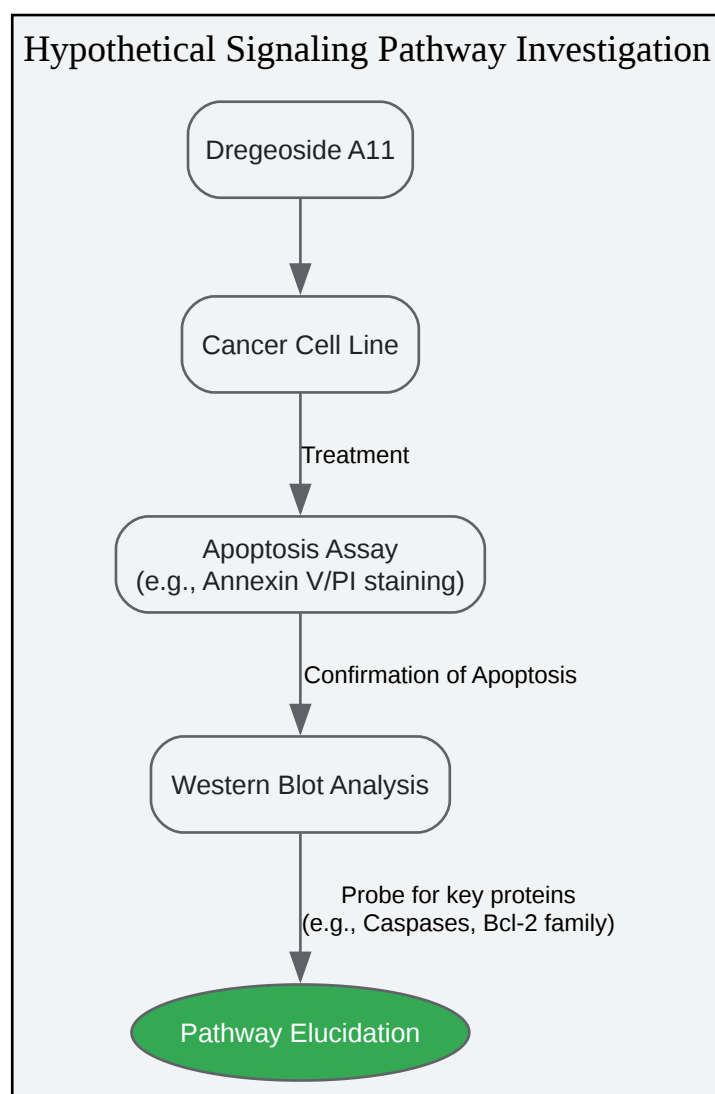 Hypothetical Signaling Pathway Investigation
Dregeoside A11
Cancer Cell Line
Treatment
Apoptosis Assay
(e.g., Annexin V/PI staining)
Confirmation of Apoptosis
Western Blot Analysis
Probe for key proteins
(e.g., Caspases, Bcl-2 family)
Pathway Elucidation